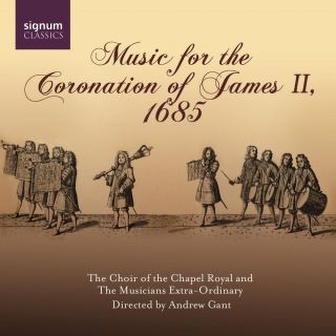 signum
CLASSICS
Music for the
Coronation of James II,
1685
The Choir of the Chapel Royal and
The Musicians Extra-Ordinary
Directed by Andrew Gant